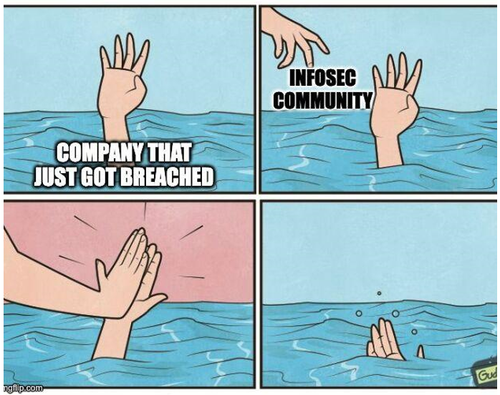 COMPANY THAT
JUST GOT BREACHED
INFOSEC
COMMUNITY
imgflip.com